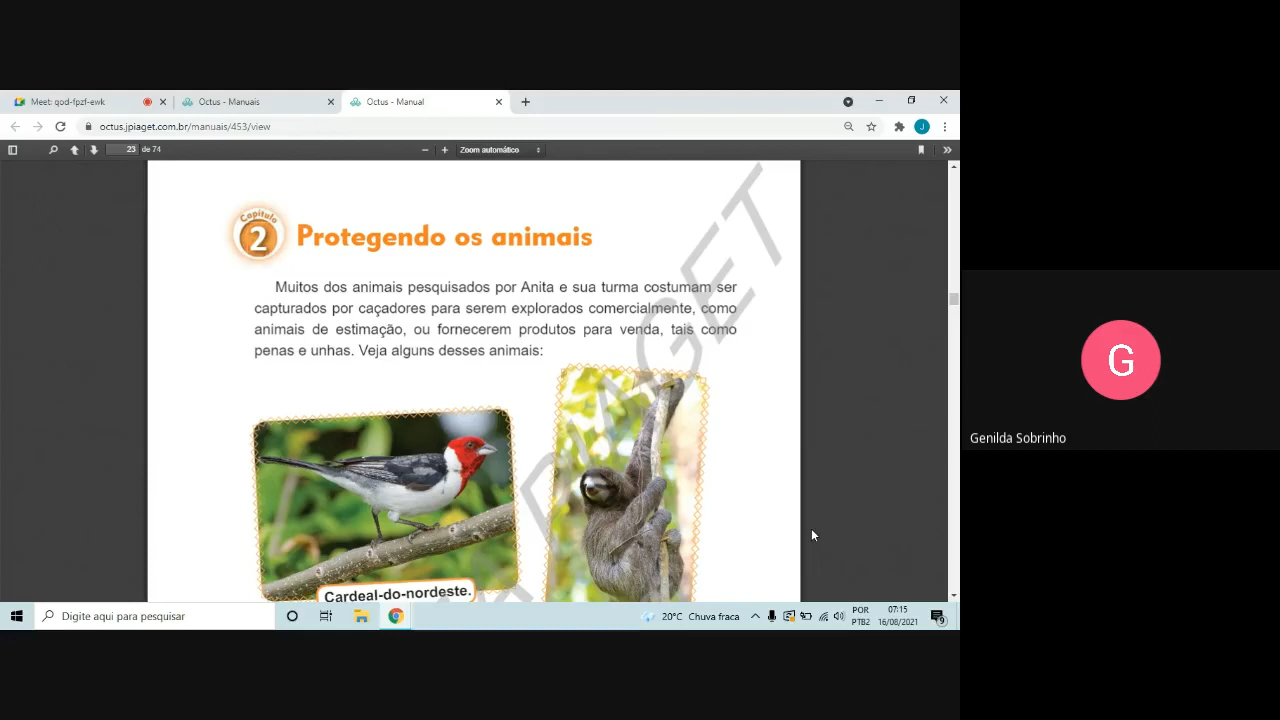 Meet: qod-fpzf-ewk
Octus - Manuais
Octus - Manual
octus.jpiaget.com.br/manuais/453/view
J
23 de 74
Zoom automático
Capítulo
2
Protegendo os animais
Muitos dos animais pesquisados por Anita e sua turma costumam ser
capturados por caçadores para serem explorados comercialmente, como
animais de estimação, ou fornecerem produtos para venda, tais como
penas e unhas. Veja alguns desses animais:
PIAGET
Cardeal-do-nordeste.
G
Genilda Sobrinho
Digite aqui para pesquisar
20°C Chuva fraca
POR
PTB2
07:15
16/08/2021
9